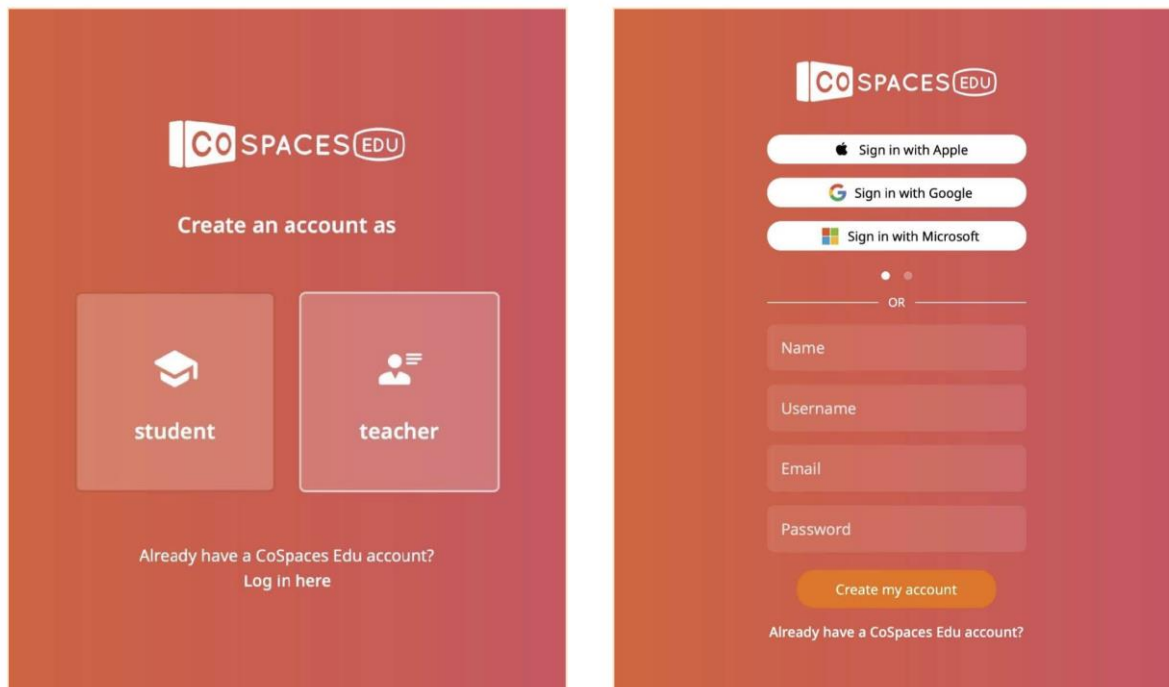 CO SPACES EDU
Create an account as
student
teacher
Already have a CoSpaces Edu account?
Log in here
CO SPACES EDU
Sign in with Apple
Sign in with Google
Sign in with Microsoft
OR
Name
Username
Email
Password
Create my account
Already have a CoSpaces Edu account?